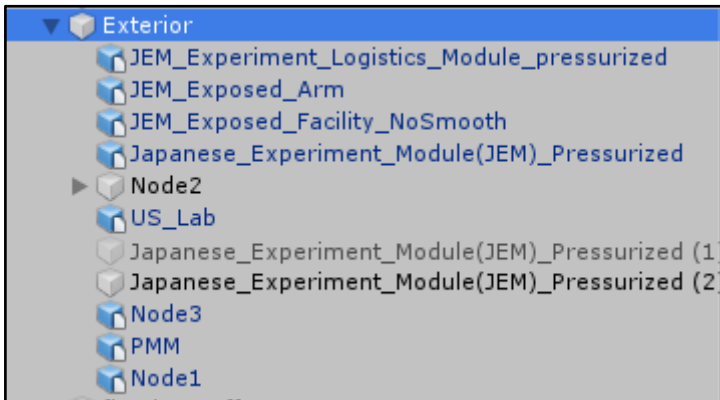 Exterior
JEM_Experiment_Logistics_Module_pressurized
JEM_Exposed_Arm
JEM_Exposed_Facility_NoSmooth
Japanese_Experiment_Module(JEM)_Pressurized
Node2
US_Lab
Japanese_Experiment_Module(JEM)_Pressurized (1)
Japanese_Experiment_Module(JEM)_Pressurized (2)
Node3
PMM
Node1